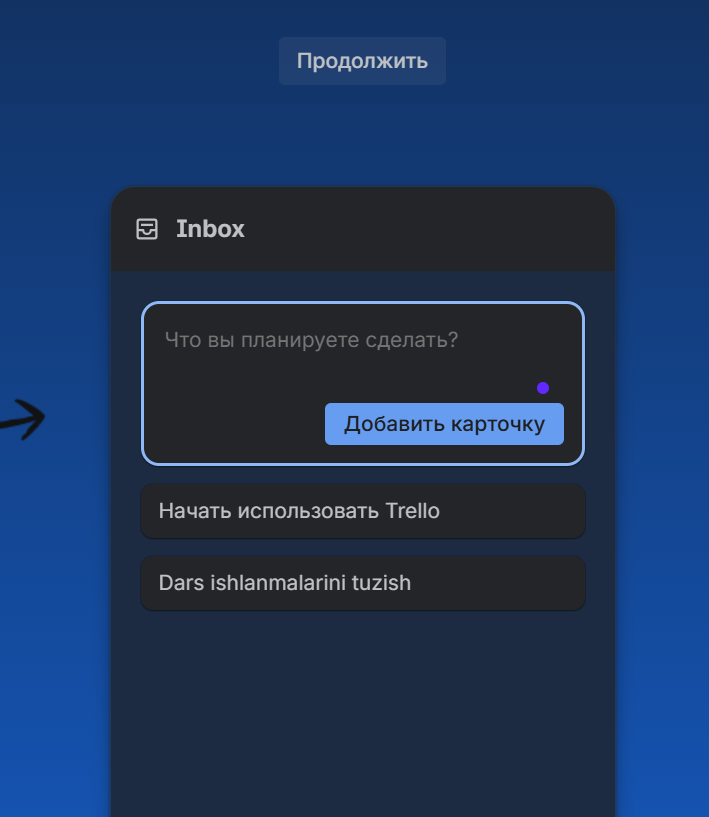 Продолжить
Inbox
Что вы планируете сделать?
Добавить карточку
Начать использовать Trello
Dars ishlanmalarini tuzish